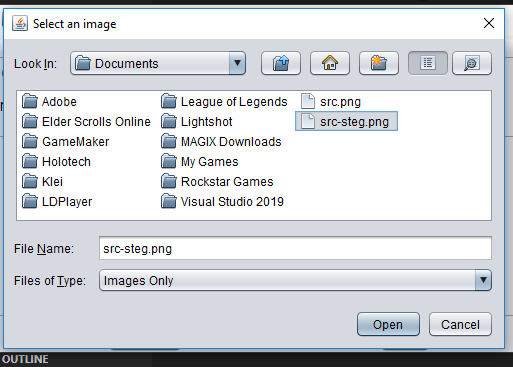 Select an image
Look In: Documents
Adobe
Elder Scrolls Online
GameMaker
Holotech
Klei
LDPlayer
League of Legends
Lightshot
MAGIX Downloads
My Games
Rockstar Games
Visual Studio 2019
src.png
src-steg.png
File Name: src-steg.png
Files of Type: Images Only
Open Cancel
OUTLINE